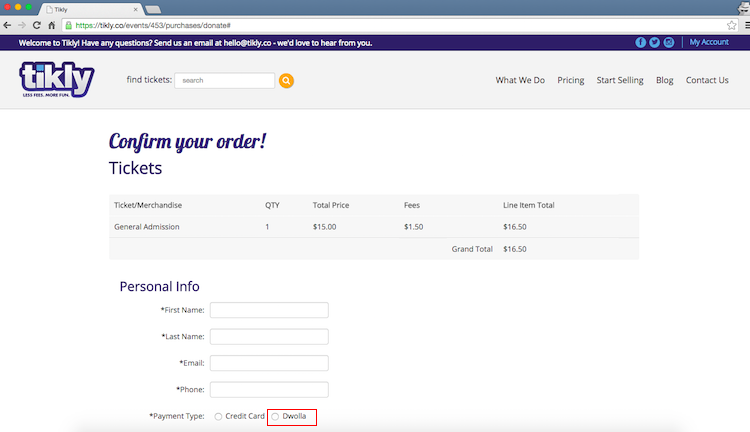 Tikly
https://tikly.co/events/453/purchases/donate#
Welcome to Tikly! Have any questions? Send us an email at hello@tikly.co - we'd love to hear from you.
My Account
tikly
LESS FEES. MORE FUN.
find tickets: search
What We Do Pricing Start Selling Blog Contact Us
Confirm your order!
Tickets
Ticket/Merchandise QTY Total Price Fees Line Item Total
General Admission 1 $15.00 $1.50 $16.50
Grand Total $16.50
Personal Info
*First Name:
*Last Name:
*Email:
*Phone:
*Payment Type: Credit Card Dwolla